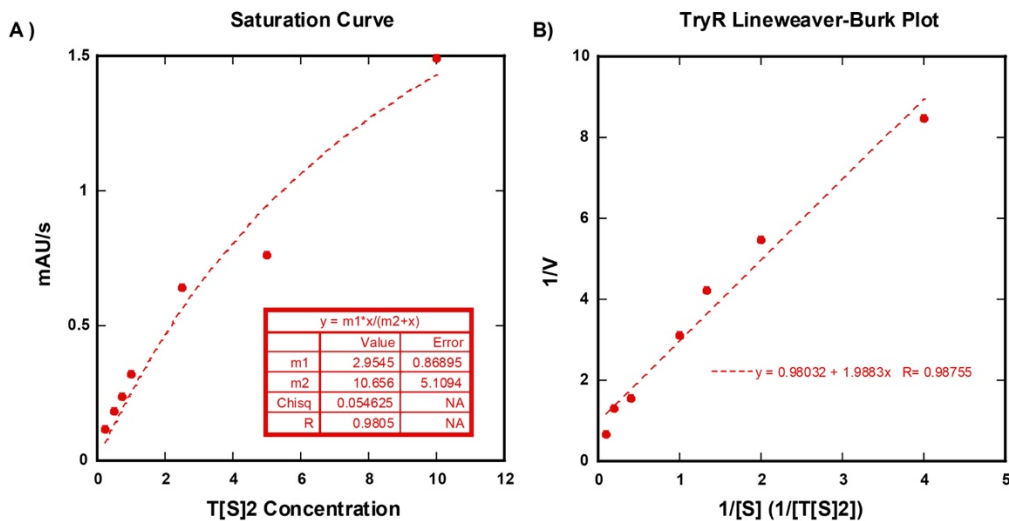 A )
Saturation Curve
mAU/s
1.5
1
0.5
0
0 2 4 6 8 10 12
T[S]2 Concentration
y = m1*x/(m2+x)
Value Error
m1 2.9545 0.86895
m2 10.656 5.1094
Chisq 0.054625 NA
R 0.9805 NA
B)
TryR Lineweaver-Burk Plot
1/V
10
8
6
4
2
0
0 1 2 3 4 5
1/[S] (1/[T[S]2])
y = 0.98032 + 1.9883x R= 0.98755